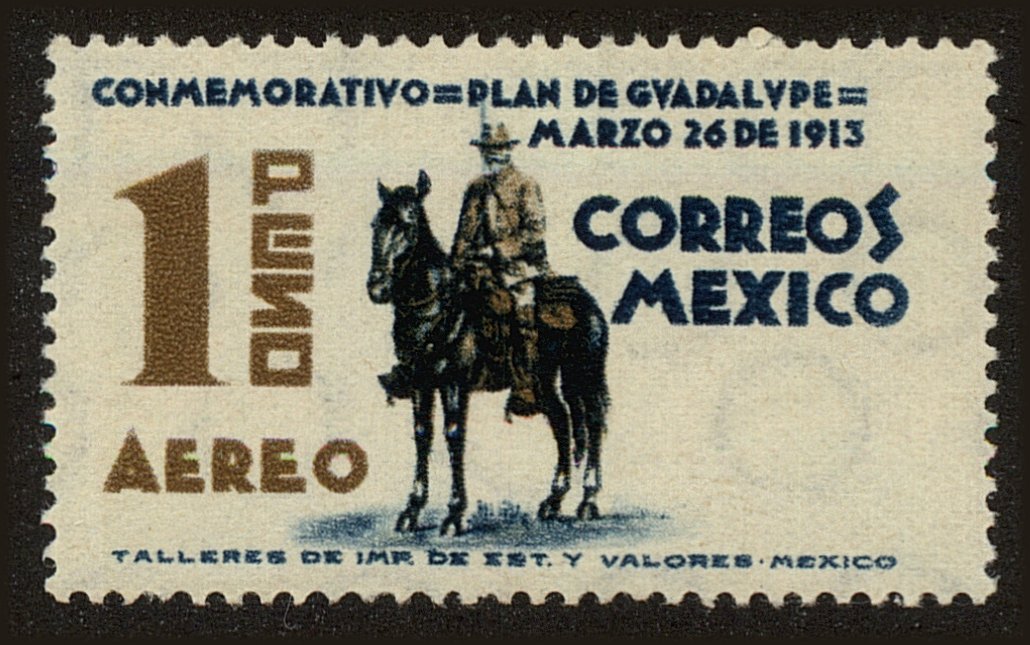 CONMEMORATIVO=PLAN DE GVADALVPE=
MARZO 26 DE 1913
1 PESO
CORREOS
MEXICO
AEREO
TALLERES DE IMP. DE EST. Y VALORES·MEXICO